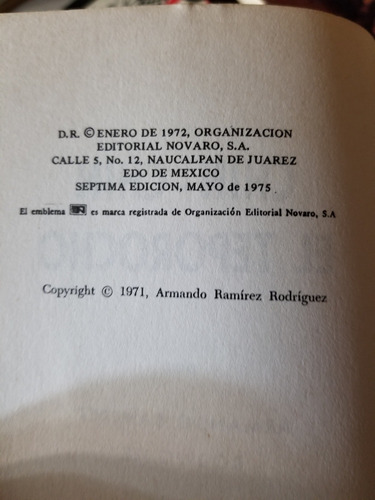 D.R. © ENERO DE 1972, ORGANIZACION
EDITORIAL NOVARO, S.A.
CALLE 5, No. 12, NAUCALPAN DE JUAREZ
EDO DE MEXICO
SEPTIMA EDICION, MAYO de 1975
El emblema es marca registrada de Organización Editorial Novaro, S.A
Copyright © 1971, Armando Ramírez Rodríguez